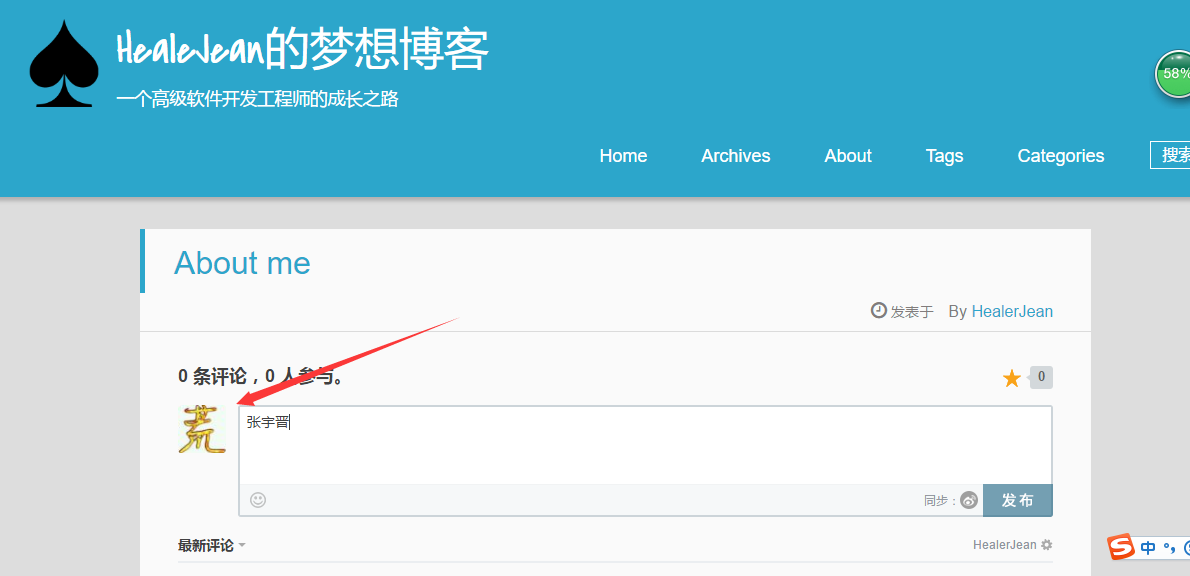 HealeJean的梦想博客
一个高级软件开发工程师的成长之路
58%
Home Archives About Tags Categories 搜索
About me
发表于 By HealerJean
0 条评论，0 人参与。
0
荒
张宇晋
同步： 发布
最新评论 HealerJean
S 中 °,